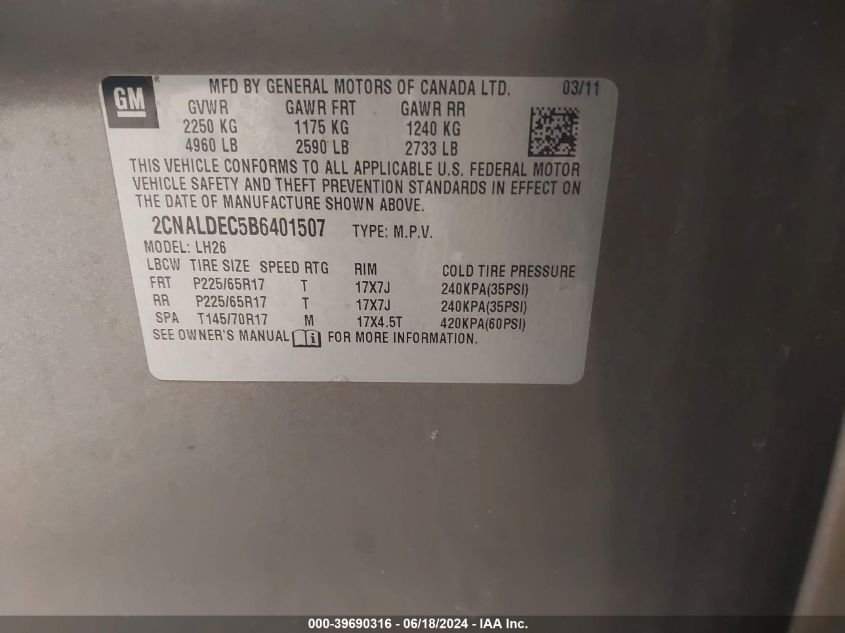 GM
MFD BY GENERAL MOTORS OF CANADA LTD. 03/11
GVWR GAWR FRT GAWR RR
2250 KG 1175 KG 1240 KG
4960 LB 2590 LB 2733 LB
THIS VEHICLE CONFORMS TO ALL APPLICABLE U.S. FEDERAL MOTOR
VEHICLE SAFETY AND THEFT PREVENTION STANDARDS IN EFFECT ON
THE DATE OF MANUFACTURE SHOWN ABOVE.
2CNALDEC5B6401507 TYPE: M.P.V.
MODEL: LH26
LBCW TIRE SIZE SPEED RTG RIM COLD TIRE PRESSURE
FRT P225/65R17 T 17X7J 240KPA(35PSI)
RR P225/65R17 T 17X7J 240KPA(35PSI)
SPA T145/70R17 M 17X4.5T 420KPA(60PSI)
SEE OWNER'S MANUAL i FOR MORE INFORMATION.
000-39690316 - 06/18/2024 - IAA Inc.